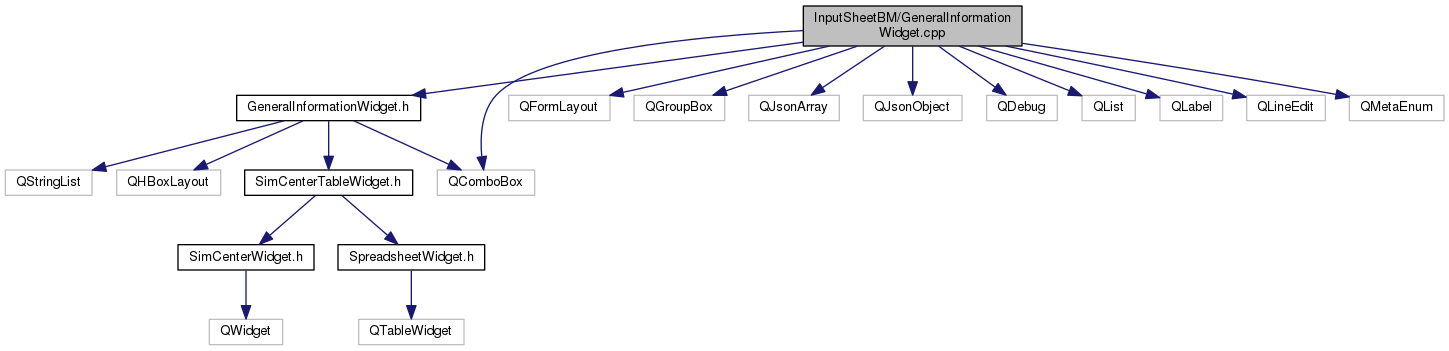 InputSheetBM/GeneralInformation
Widget.cpp
GeneralInformationWidget.h
QFormLayout
QGroupBox
QJsonArray
QJsonObject
QDebug
QList
QLabel
QLineEdit
QMetaEnum
QStringList
QHBoxLayout
SimCenterTableWidget.h
QComboBox
SimCenterWidget.h
SpreadsheetWidget.h
QWidget
QTableWidget